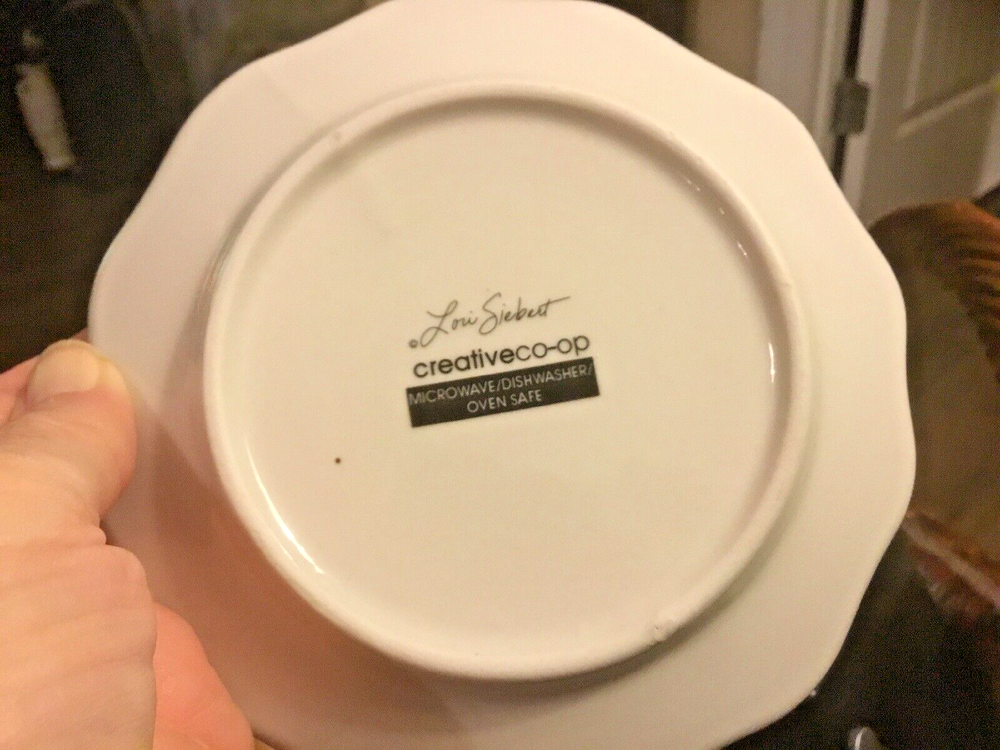 © Lori Siebert
creativeco-op
MICROWAVE/DISHWASHER/
OVEN SAFE